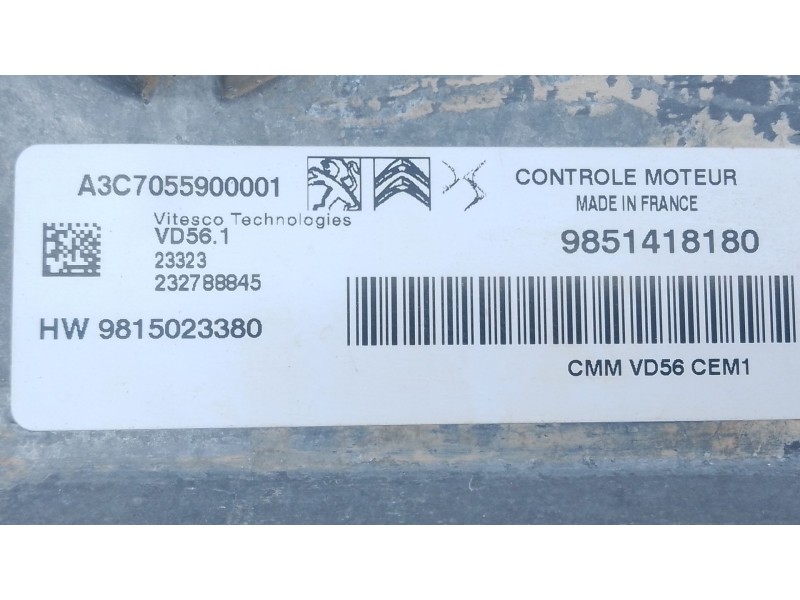 A3C7055900001
Vitesco Technologies
VD56.1
23323
232788845
HW 9815023380
CONTROLE MOTEUR
MADE IN FRANCE
9851418180
CMM VD56 CEM1